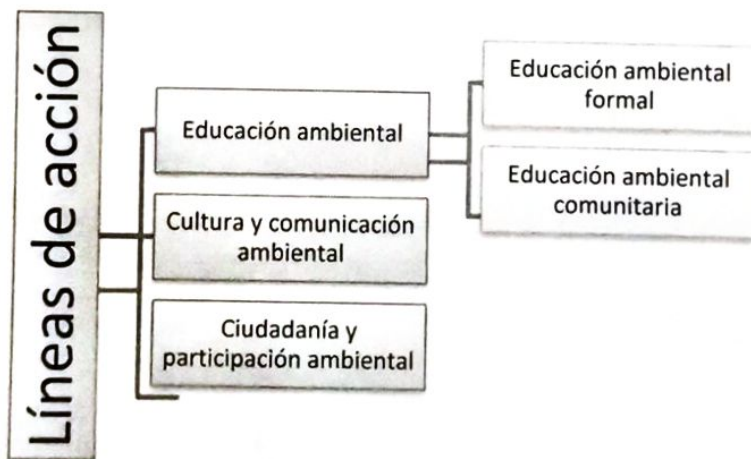 Líneas de acción
Educación ambiental
Cultura y comunicación
ambiental
Ciudadanía y
participación ambiental
Educación ambiental
formal
Educación ambiental
comunitaria